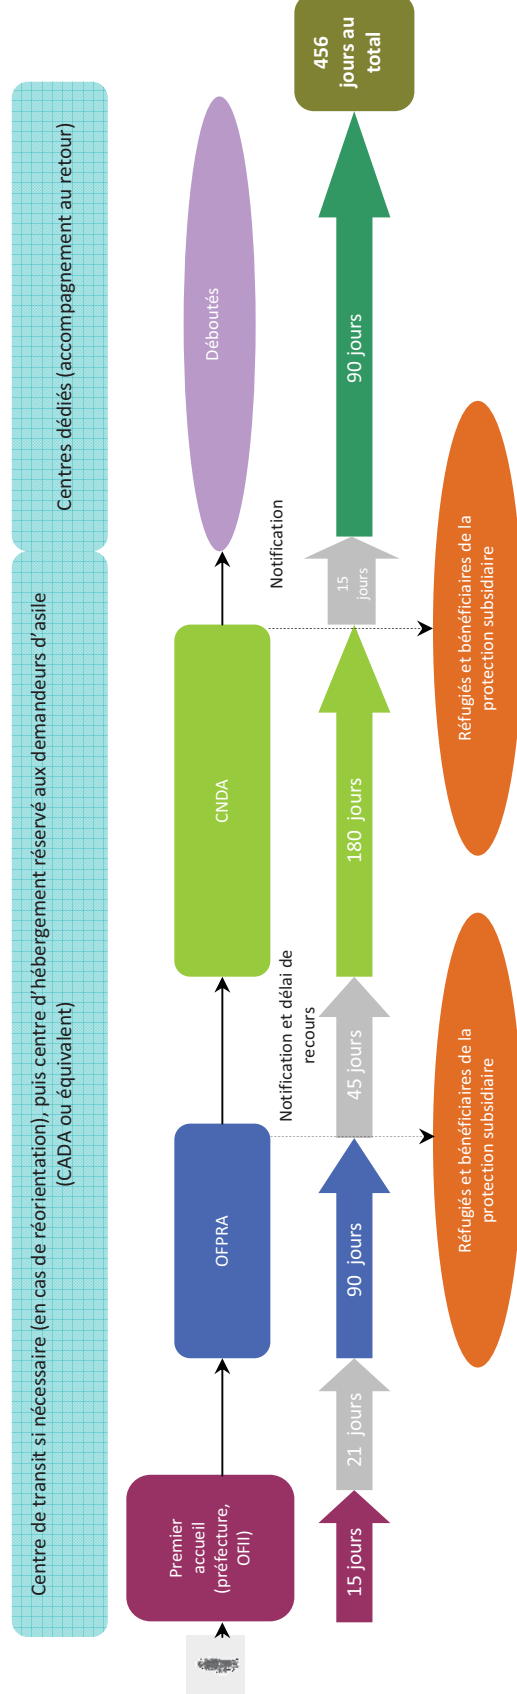 Centre de transit si nécessaire (en cas de réorientation), puis centre d'hébergement réservé aux demandeurs d'asile
(CADA ou équivalent)
Centres dédiés (accompagnement au retour)
Premier
accueil
(préfecture,
OFII)
OFPRA
CNDA
Déboutés
Notification et délai de
recours
Notification
15 jours
21 jours
90 jours
45 jours
180 jours
15
jours
90 jours
456
jours au
total
Réfugiés et bénéficiaires de la
protection subsidiaire
Réfugiés et bénéficiaires de la
protection subsidiaire